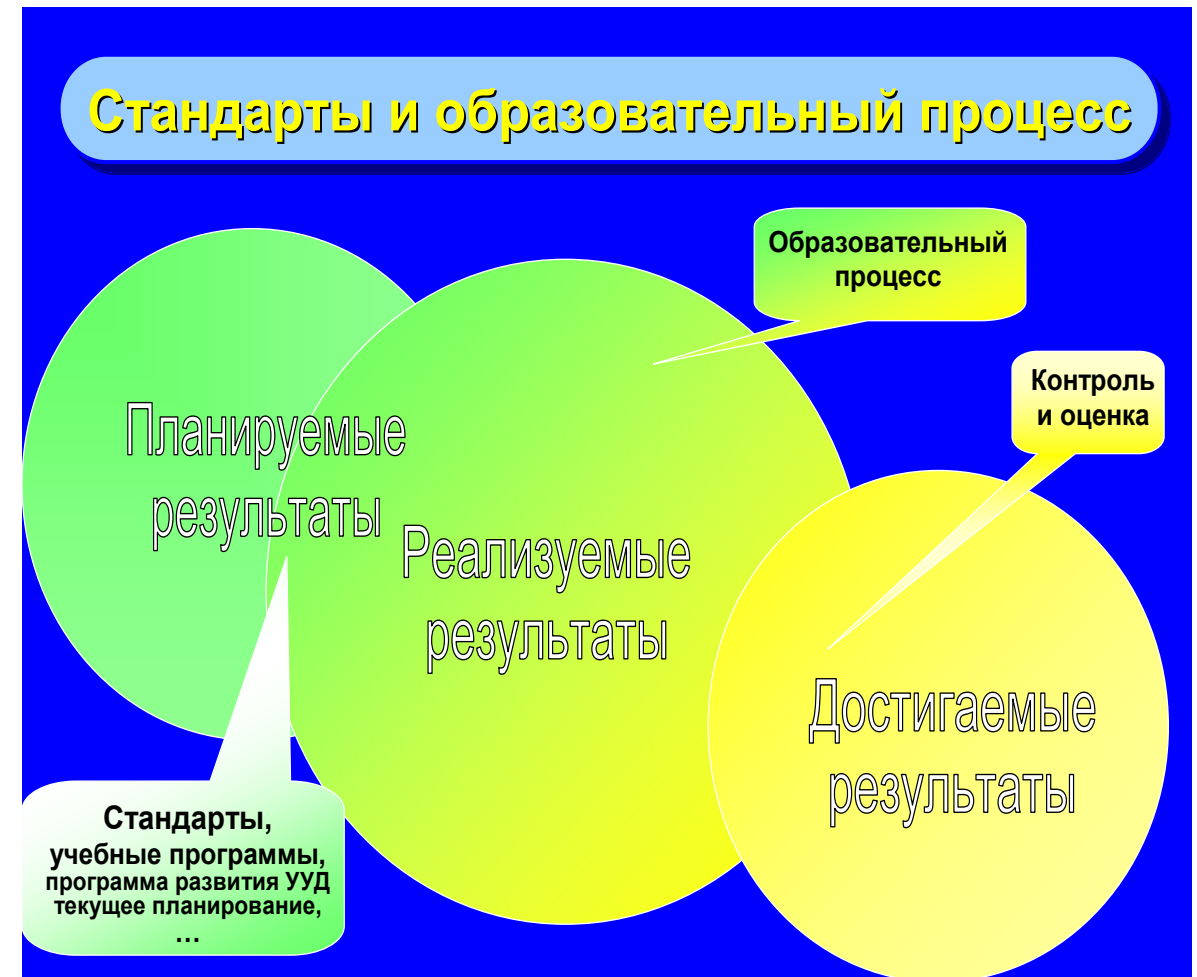 Стандарты и образовательный процесс
Образовательный
процесс
Контроль
и оценка
Планируемые
результаты
Реализуемые
результаты
Достигаемые
результаты
Стандарты,
учебные программы,
программа развития УУД
текущее планирование,
…